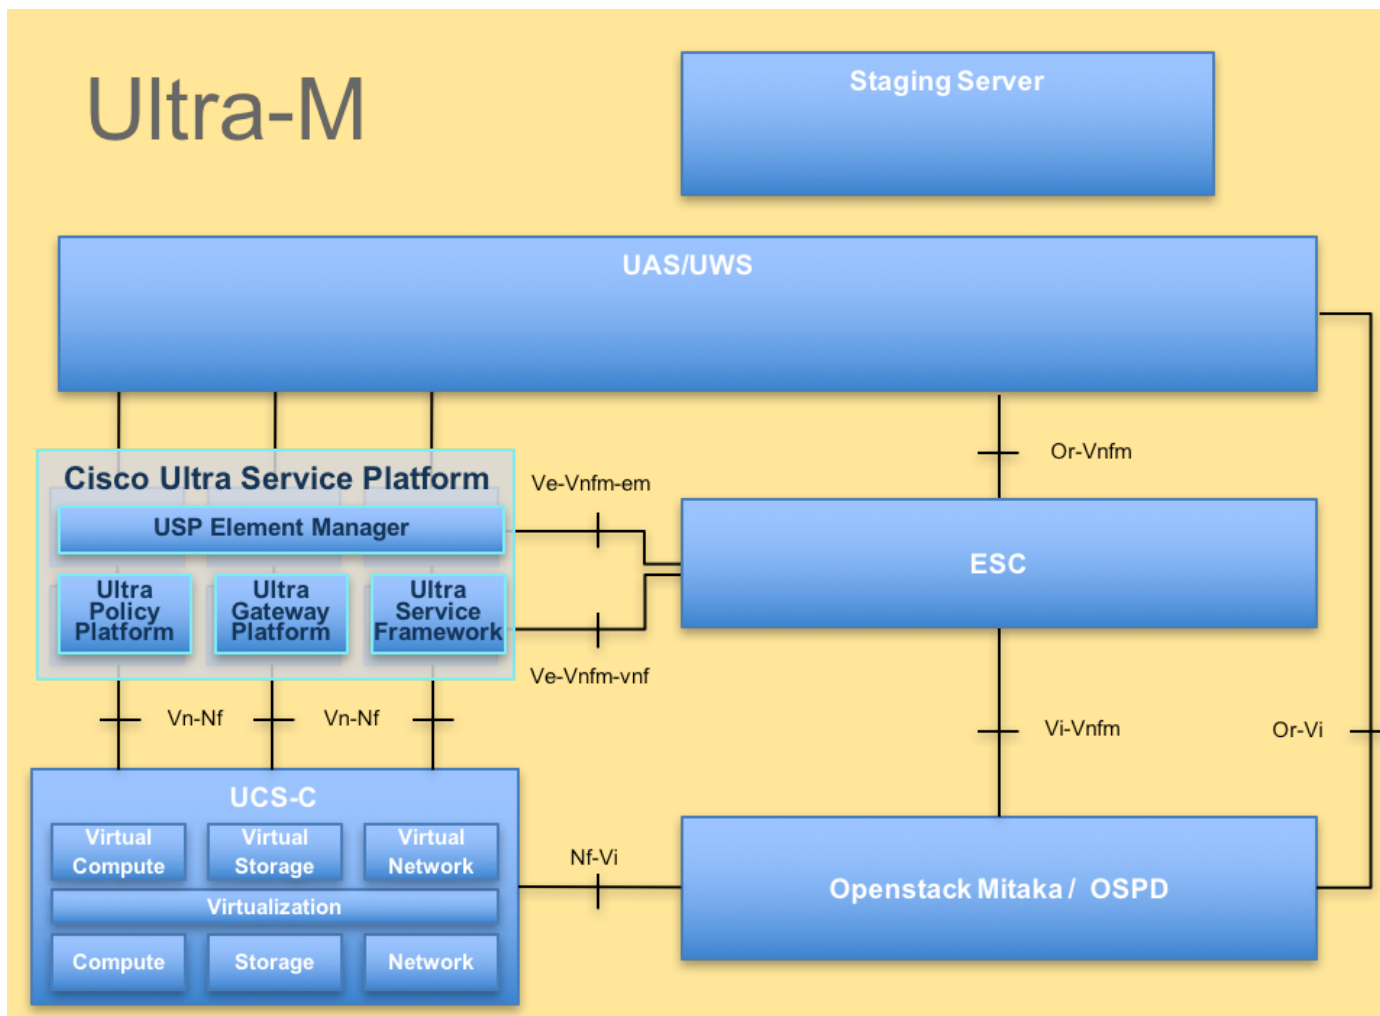 Ultra-M
Staging Server
UAS/UWS
Or-Vnfm
Cisco Ultra Service Platform
Ve-Vnfm-em
USP Element Manager
ESC
Ultra
Policy
Platform
Ultra
Gateway
Platform
Ultra
Service
Framework
Ve-Vnfm-vnf
Vn-Nf
Vn-Nf
Vi-Vnfm
Or-Vi
UCS-C
Virtual
Compute
Virtual
Storage
Virtual
Network
Nf-Vi
Openstack Mitaka / OSPD
Virtualization
Compute
Storage
Network